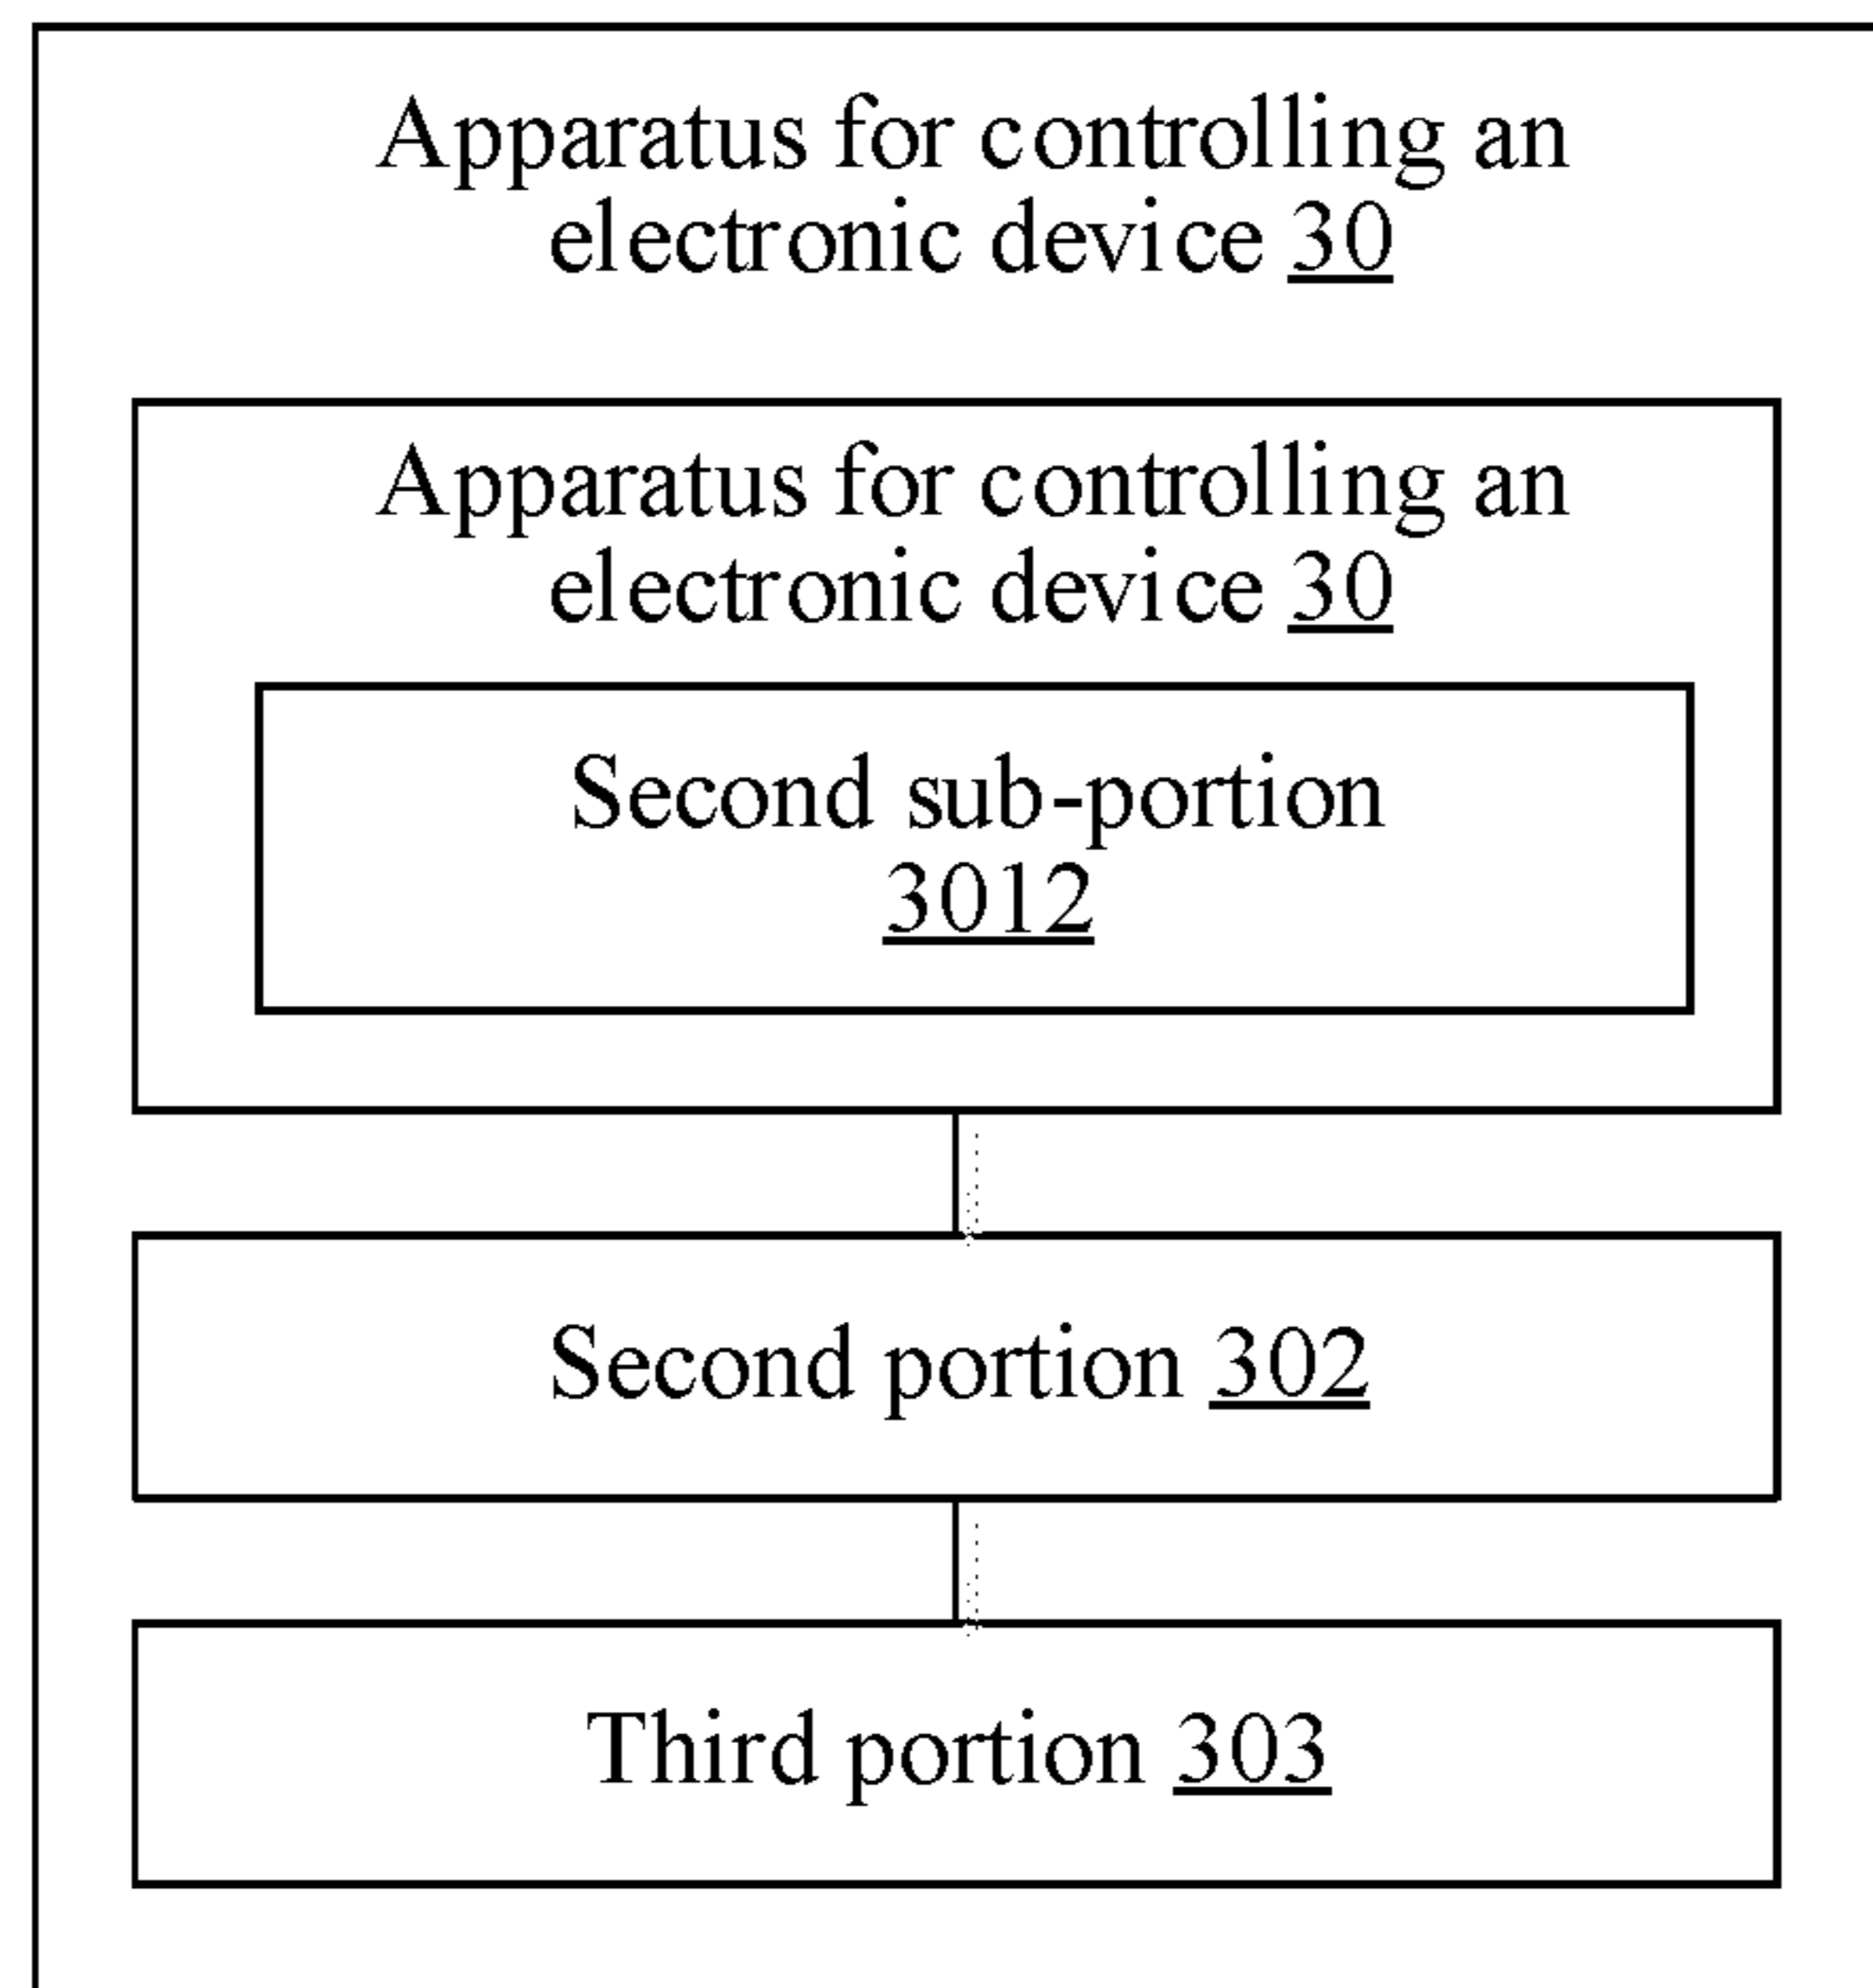 Apparatus for controlling an
electronic device 30
Apparatus for controlling an
electronic device 30
Second sub-portion
3012
Second portion 302
Third portion 303